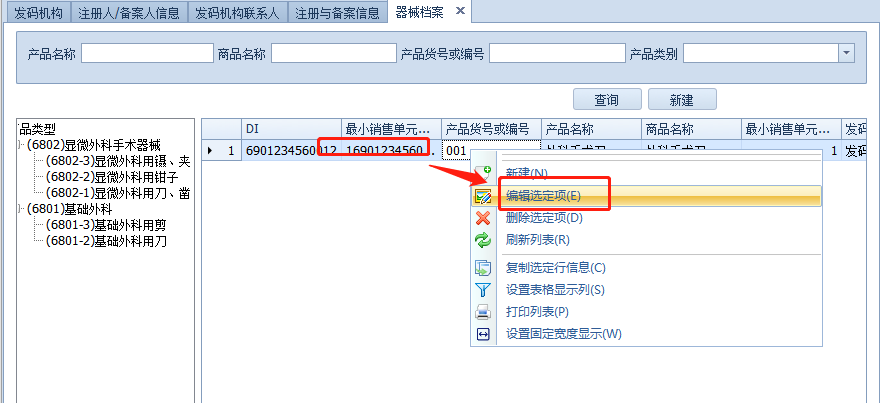 发码机构 注册人/备案人信息 发码机构联系人 注册与备案信息 器械档案
产品名称 商品名称 产品货号或编号 产品类别
查询 新建
品类型
(6802)显微外科手术器械
(6802-3)显微外科用镊、夹
(6802-2)显微外科用钳子
(6802-1)显微外科用刀、凿
(6801)基础外科
(6801-3)基础外科用剪
(6801-2)基础外科用刀
DI 最小销售单元... 产品货号或编号 产品名称 商品名称 最小销售单元... 发码
1 6901234560012 16901234560... 001 外科手术刀 外科手术刀 1 发码
新建(N)
编辑选定项(E)
删除选定项(D)
刷新列表(R)
复制选定行信息(C)
设置表格显示列(S)
打印列表(P)
设置固定宽度显示(W)